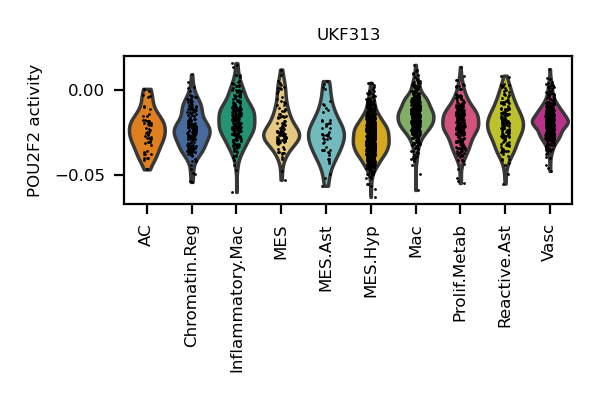 UKF313
POU2F2 activity
0.00
−0.05
AC
Chromatin.Reg
Inflammatory.Mac
MES
MES.Ast
MES.Hyp
Mac
Prolif.Metab
Reactive.Ast
Vasc